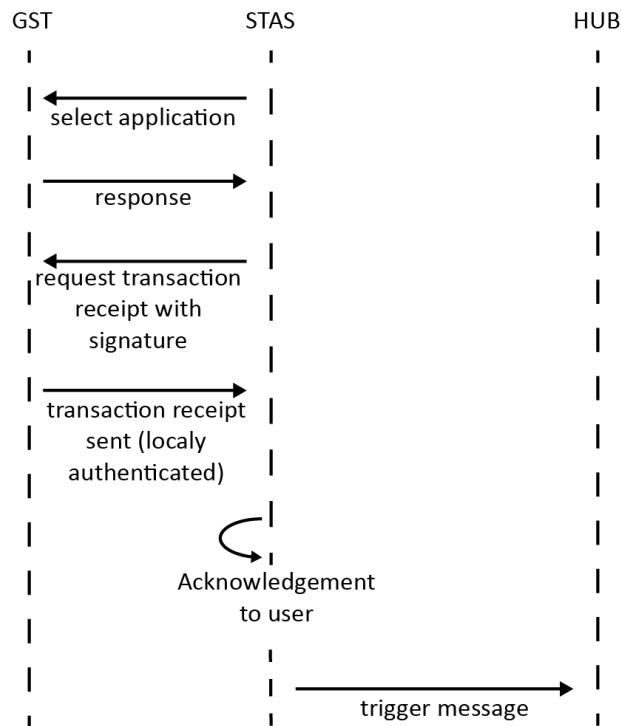 GST STAS HUB
select application
response
request transaction
receipt with
signature
transaction receipt
sent (localy
authenticated)
Acknowledgement
to user
trigger message